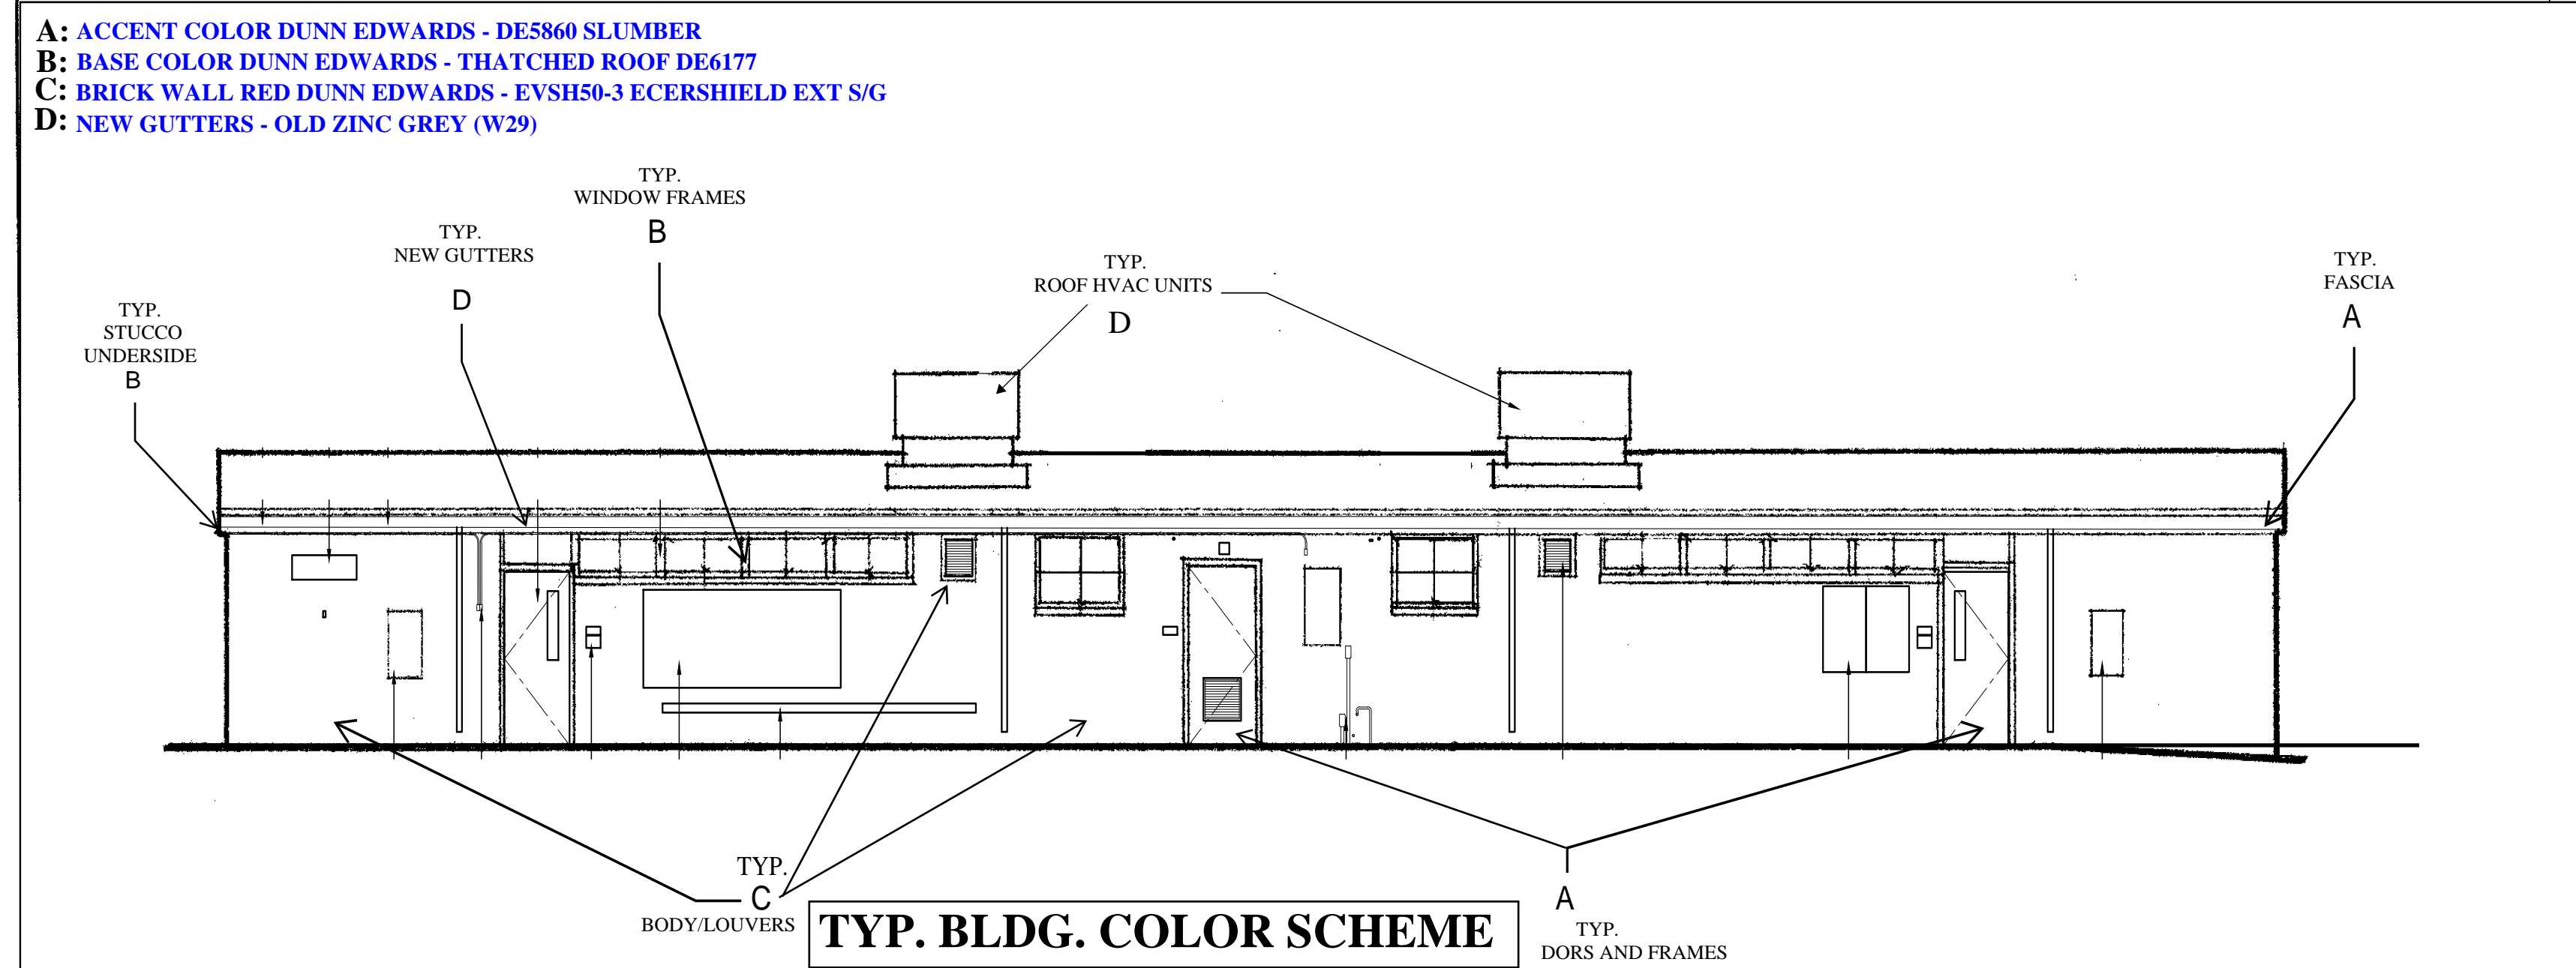 A: ACCENT COLOR DUNN EDWARDS - DE5860 SLUMBER
B: BASE COLOR DUNN EDWARDS - THATCHED ROOF DE6177
C: BRICK WALL RED DUNN EDWARDS - EVSH50-3 ECERSHIELD EXT S/G
D: NEW GUTTERS - OLD ZINC GREY (W29)
TYP.
STUCCO
UNDERSIDE
B
TYP.
NEW GUTTERS
D
TYP.
WINDOW FRAMES
B
TYP.
ROOF HVAC UNITS
D
TYP.
FASCIA
A
TYP.
C
BODY/LOUVERS
TYP. BLDG. COLOR SCHEME
A
TYP.
DORS AND FRAMES